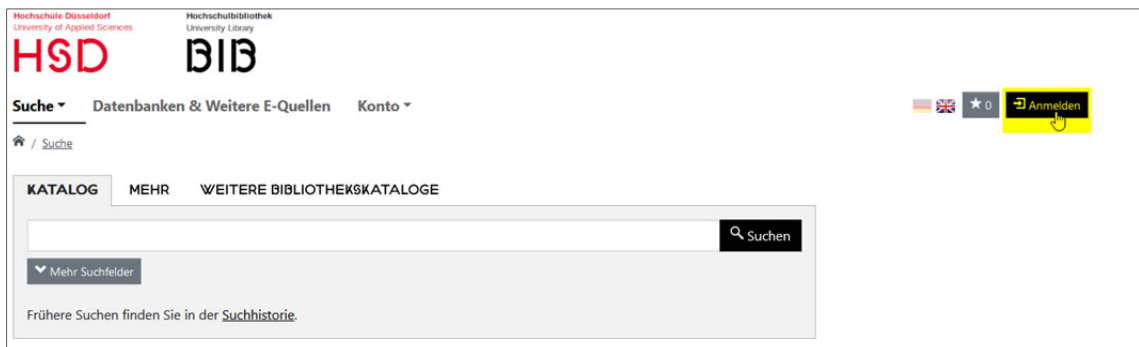 Hochschule Düsseldorf
University of Applied Sciences
HSD
Hochschulbibliothek
University Library
BIB
Suche Datenbanken & Weitere E-Quellen Konto
0 Anmelden
/ Suche
KATALOG MEHR WEITERE BIBLIOTHEKSKATALOGE
Suchen
Mehr Suchfelder
Frühere Suchen finden Sie in der Suchhistorie.